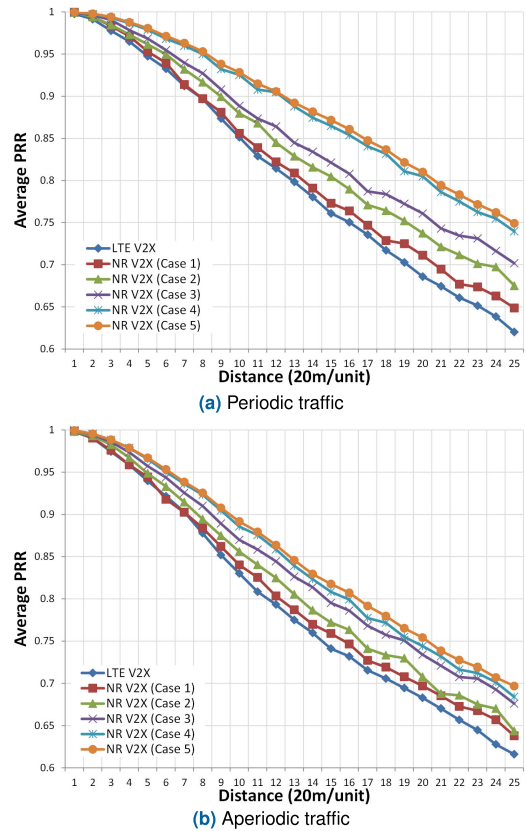 1
0.95
0.9
0.85
0.8
0.75
0.7
0.65
0.6
Average PRR
LTE V2X
NR V2X (Case 1)
NR V2X (Case 2)
NR V2X (Case 3)
NR V2X (Case 4)
NR V2X (Case 5)
1 2 3 4 5 6 7 8 9 10 11 12 13 14 15 16 17 18 19 20 21 22 23 24 25
Distance (20m/unit)
(a) Periodic traffic
1
0.95
0.9
0.85
0.8
0.75
0.7
0.65
0.6
Average PRR
LTE V2X
NR V2X (Case 1)
NR V2X (Case 2)
NR V2X (Case 3)
NR V2X (Case 4)
NR V2X (Case 5)
1 2 3 4 5 6 7 8 9 10 11 12 13 14 15 16 17 18 19 20 21 22 23 24 25
Distance (20m/unit)
(b) Aperiodic traffic